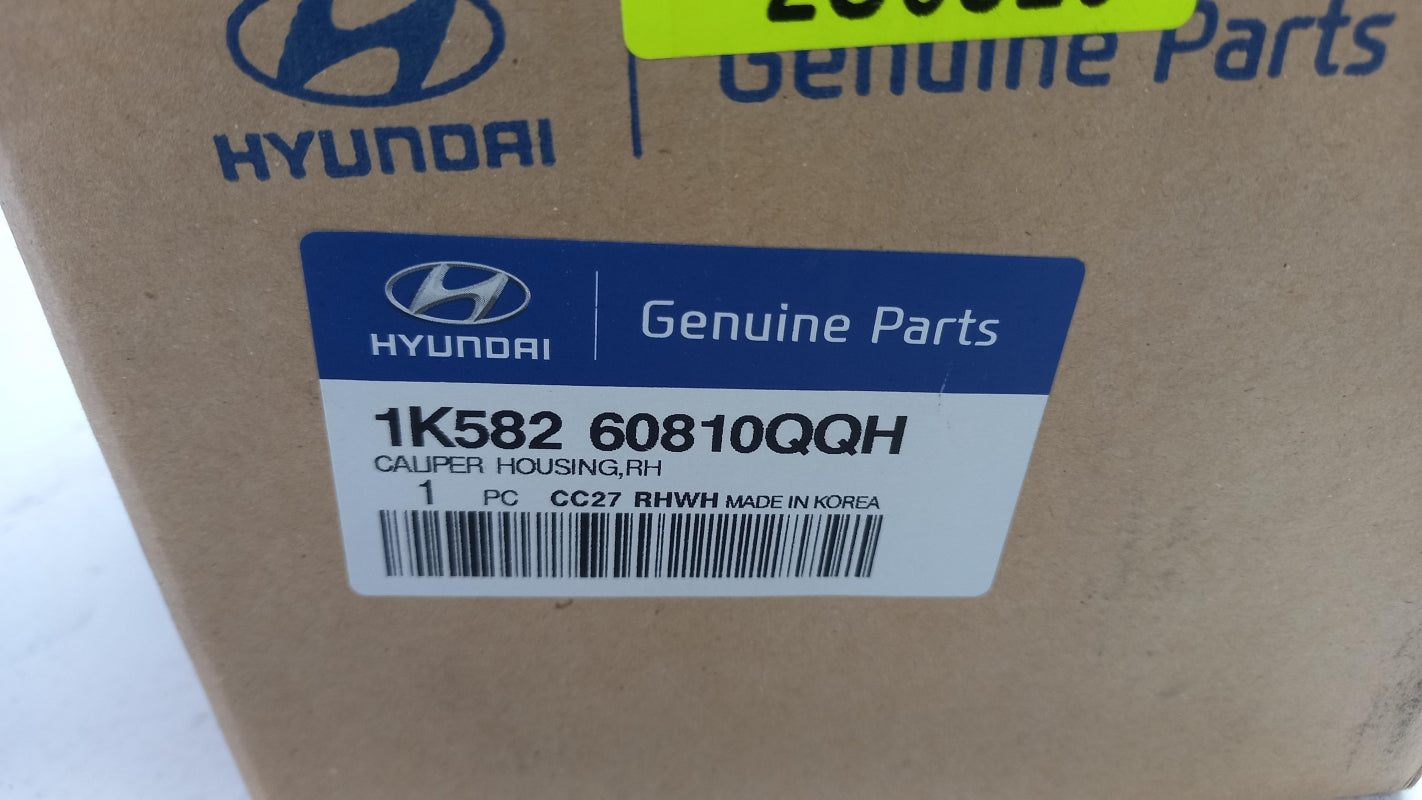 HYUNDAI
Genuine Parts
HYUNDAI
Genuine Parts
1K582 60810QQH
CALIPER HOUSING,RH
1 PC CC27 RHWH MADE IN KOREA